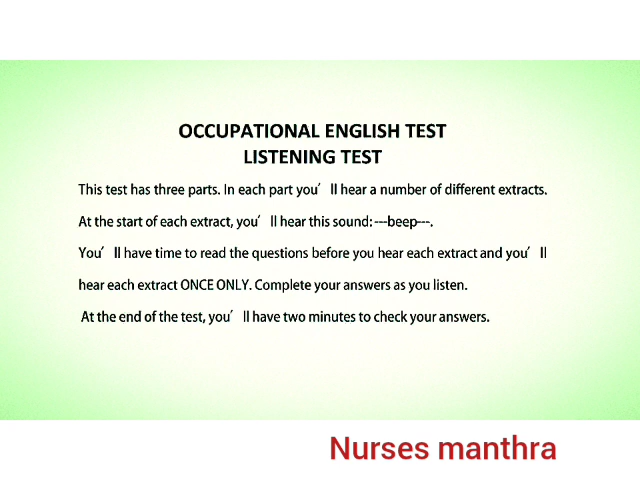 OCCUPATIONAL ENGLISH TEST
LISTENING TEST
This test has three parts. In each part you’ll hear a number of different extracts.
At the start of each extract, you’ll hear this sound: ---beep---.
You’ll have time to read the questions before you hear each extract and you’ll
hear each extract ONCE ONLY. Complete your answers as you listen.
At the end of the test, you’ll have two minutes to check your answers.
Nurses manthra